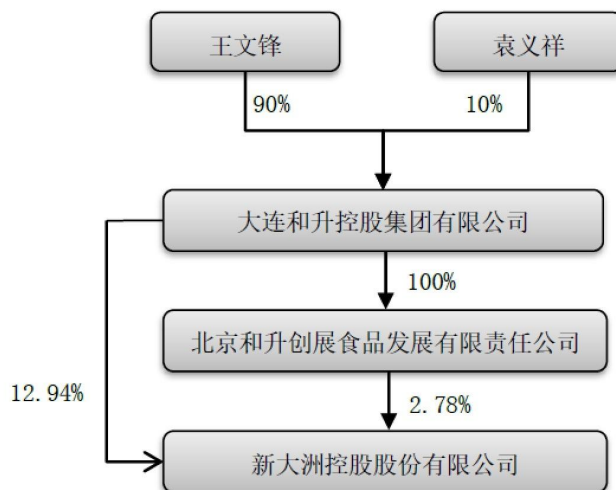 王文锋
袁义祥
90%
10%
大连和升控股集团有限公司
100%
北京和升创展食品发展有限责任公司
12.94%
2.78%
新大洲控股股份有限公司